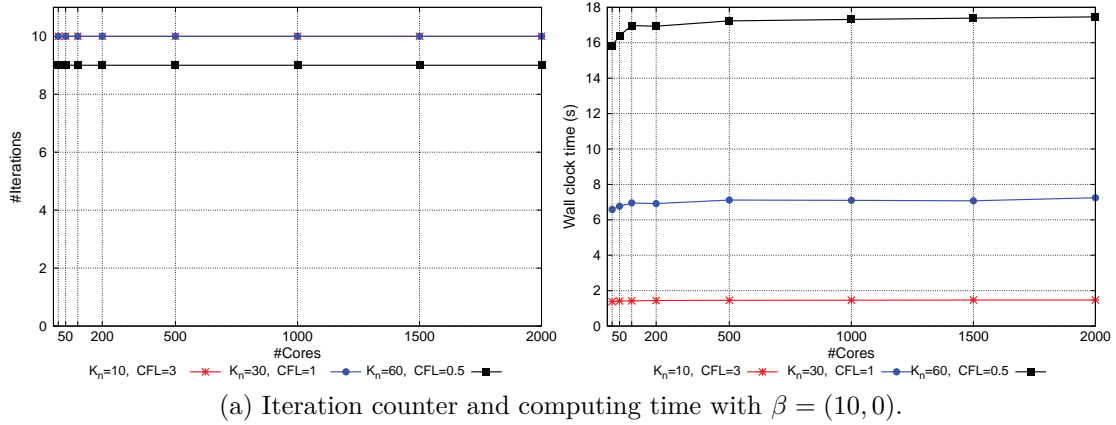 10
8
6
4
2
0
#Iterations
50 200 500 1000 1500 2000
#Cores
K_n=10, CFL=3 K_n=30, CFL=1 K_n=60, CFL=0.5
18
16
14
12
10
8
6
4
2
0
Wall clock time (s)
50 200 500 1000 1500 2000
#Cores
K_n=10, CFL=3 K_n=30, CFL=1 K_n=60, CFL=0.5
(a) Iteration counter and computing time with β = (10, 0).